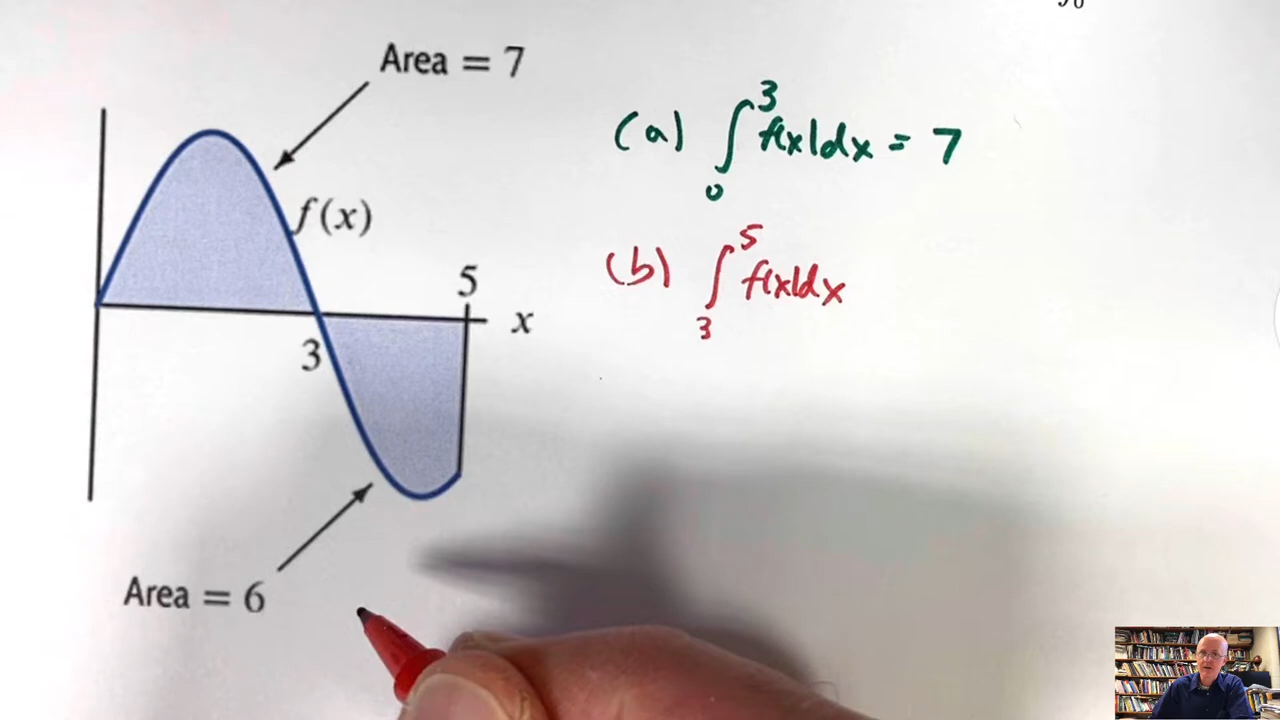 Area = 7
(a) ∫₀³ f(x)dx = 7
f(x)
(b) ∫₃⁵ f(x)dx
5
x
3
Area = 6